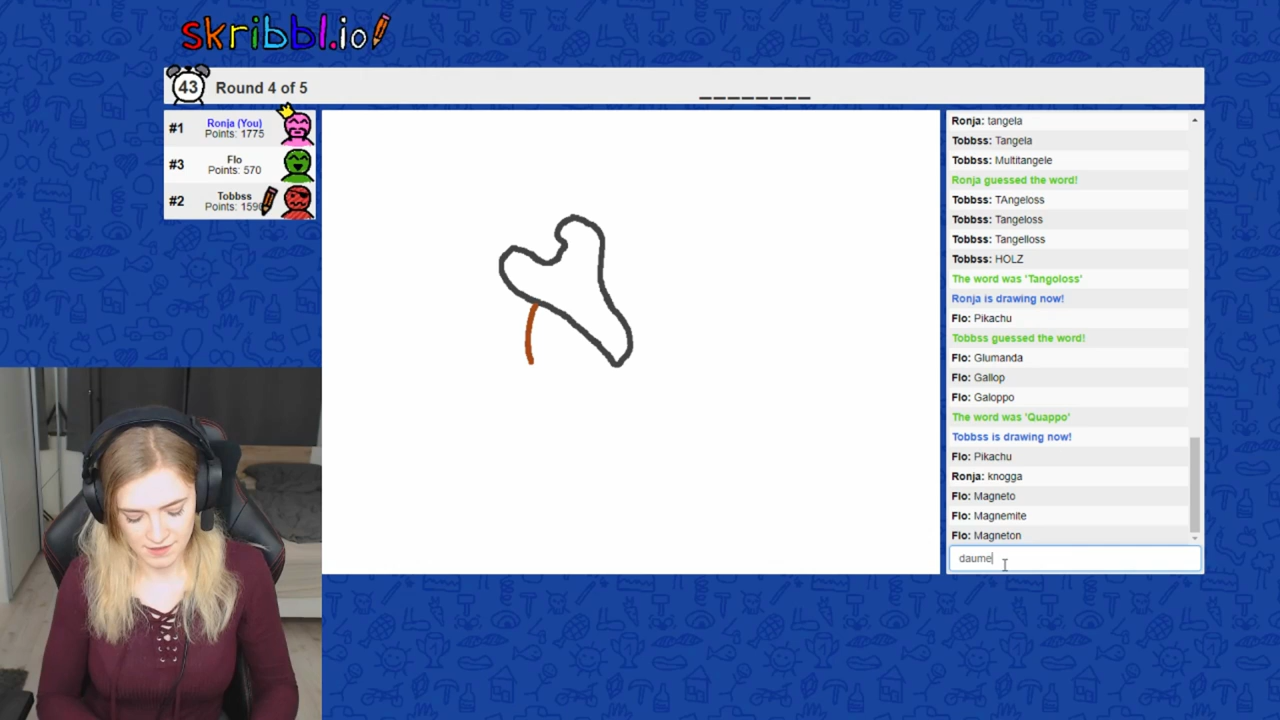 skribbl.io
43
Round 4 of 5
________
#1
Ronja (You)
Points: 1775
#3
Flo
Points: 570
#2
Tobbss
Points: 1590
Ronja: tangela
Tobbss: Tangela
Tobbss: Multitangele
Ronja guessed the word!
Tobbss: TAngeloss
Tobbss: Tangeloss
Tobbss: Tangelloss
Tobbss: HOLZ
The word was 'Tangoloss'
Ronja is drawing now!
Flo: Pikachu
Tobbss guessed the word!
Flo: Glumanda
Flo: Gallop
Flo: Galoppo
The word was 'Quappo'
Tobbss is drawing now!
Flo: Pikachu
Ronja: knogga
Flo: Magneto
Flo: Magnemite
Flo: Magneton
daume